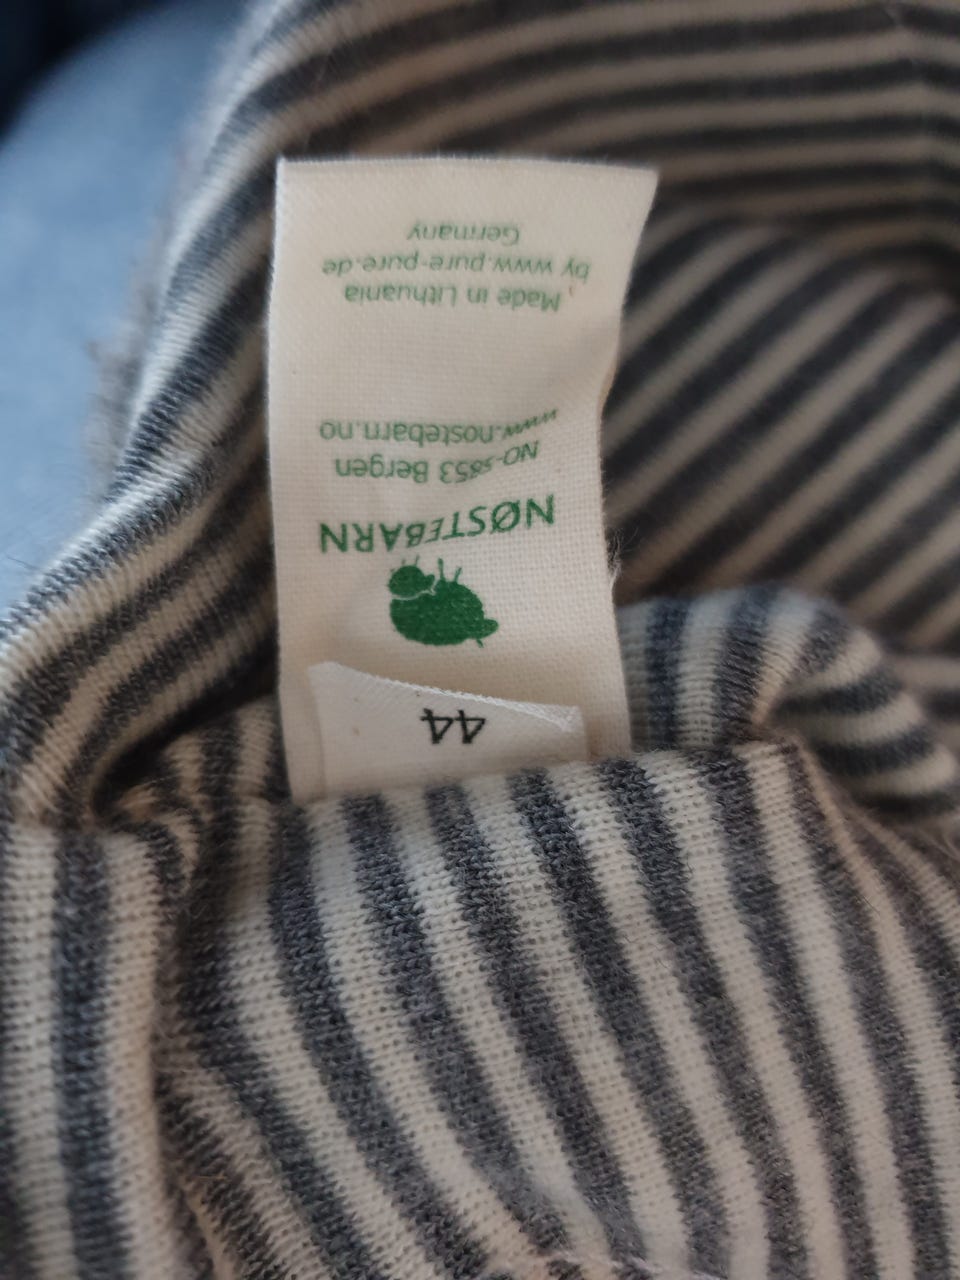 44
NØSTEBARN
NO-5853 Bergen
www.nostebarn.no
Made in Lithuania
by www.pure-pure.de
Germany